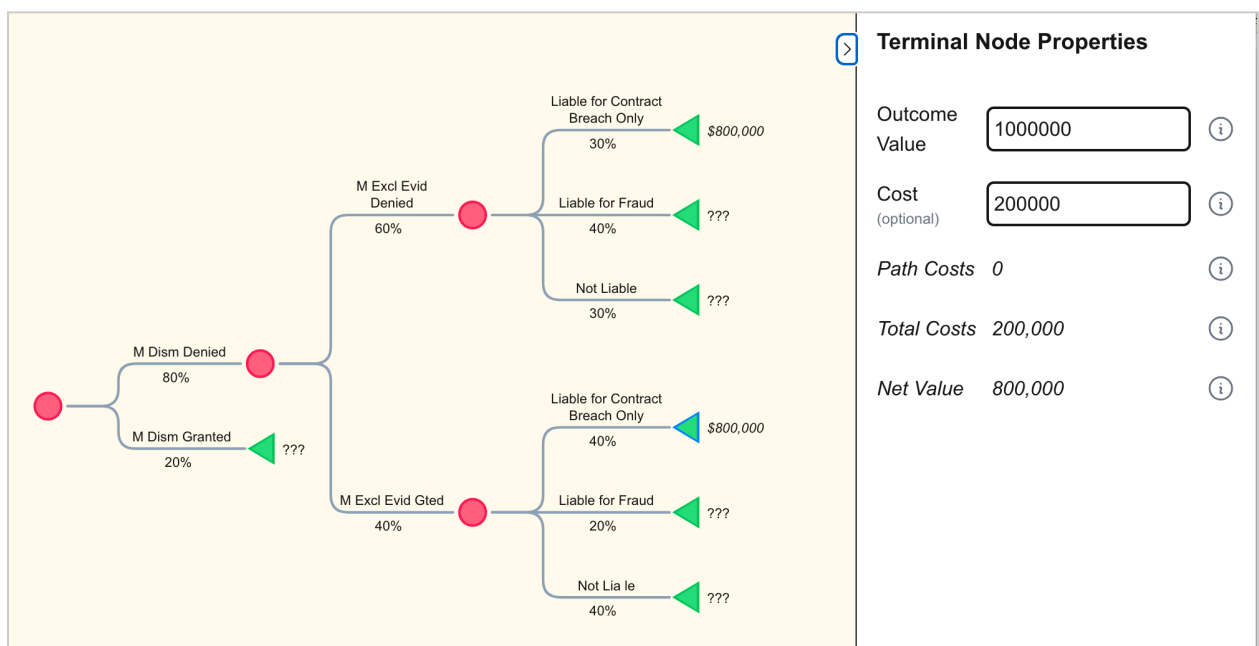 Liable for Contract
Breach Only
30%
$800,000
M Excl Evid
Denied
60%
Liable for Fraud
40%
???
Not Liable
30%
???
M Dism Denied
80%
M Dism Granted
20%
???
Liable for Contract
Breach Only
40%
$800,000
M Excl Evid Gted
40%
Liable for Fraud
20%
???
Not Lia le
40%
???
Terminal Node Properties
Outcome
Value
1000000
i
Cost
(optional)
200000
i
Path Costs 0
i
Total Costs 200,000
i
Net Value 800,000
i